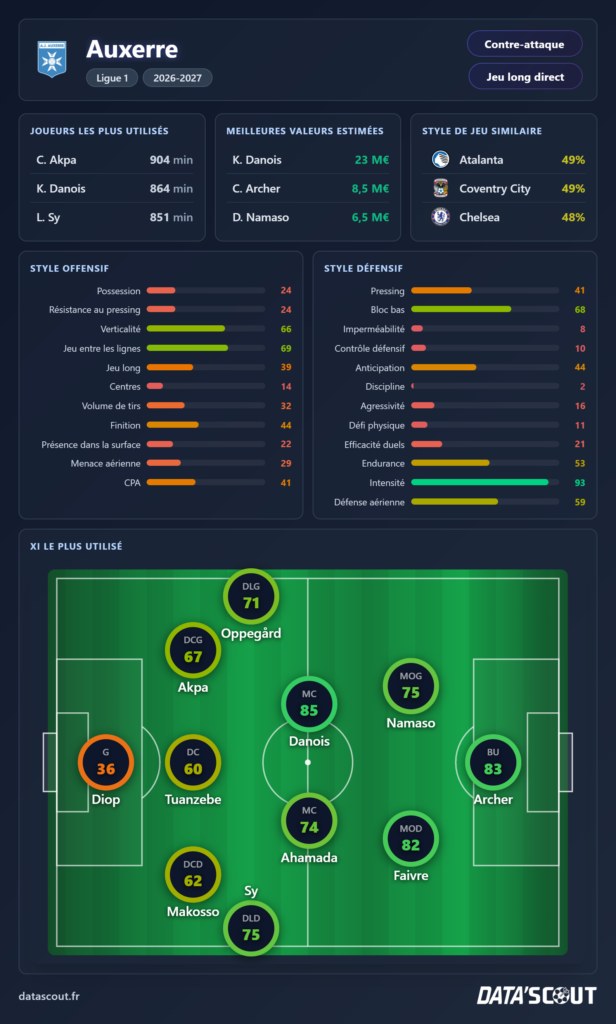 A.J. AUXERRE
Auxerre
Ligue 1 2026-2027
Contre-attaque
Jeu long direct
JOUEURS LES PLUS UTILISÉS
C. Akpa 904 min
K. Danois 864 min
L. Sy 851 min
MEILLEURES VALEURS ESTIMÉES
K. Danois 23 M€
C. Archer 8,5 M€
D. Namaso 6,5 M€
STYLE DE JEU SIMILAIRE
Atalanta 49%
Coventry City 49%
Chelsea 48%
STYLE OFFENSIF
Possession 24
Résistance au pressing 24
Verticalité 66
Jeu entre les lignes 69
Jeu long 39
Centres 14
Volume de tirs 32
Finition 44
Présence dans la surface 22
Menace aérienne 29
CPA 41
STYLE DÉFENSIF
Pressing 41
Bloc bas 68
Imperméabilité 8
Contrôle défensif 10
Anticipation 44
Discipline 2
Agressivité 16
Défi physique 11
Efficacité duels 21
Endurance 53
Intensité 93
Défense aérienne 59
XI LE PLUS UTILISÉ
DLG
71
Oppegård
DCG
67
Akpa
MOG
75
Namaso
MC
85
Danois
G
36
Diop
DC
60
Tuanzebe
BU
83
Archer
MC
74
Ahamada
MOD
82
Faivre
DCD
62
Makosso
Sy
DLD
75
datascout.fr
DATA'SCOUT